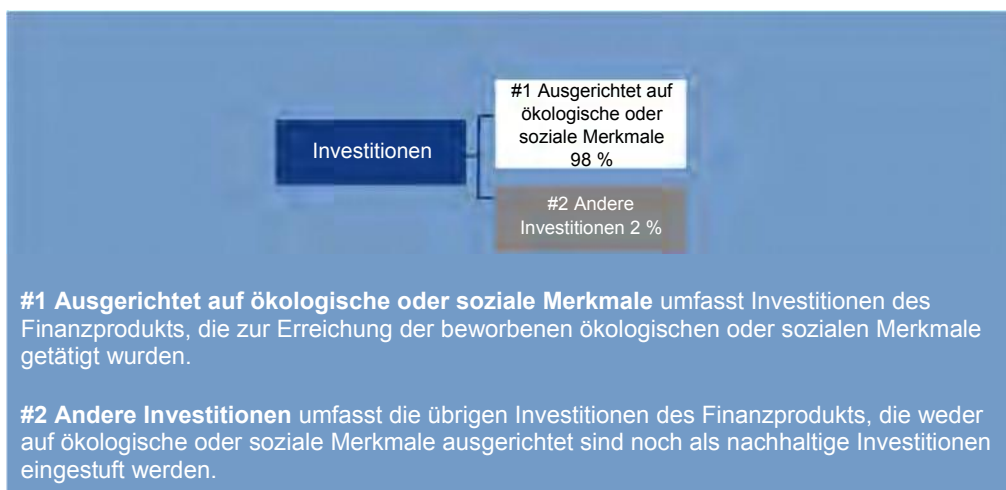 Investitionen
#1 Ausgerichtet auf
ökologische oder
soziale Merkmale
98 %
#2 Andere
Investitionen 2 %
#1 Ausgerichtet auf ökologische oder soziale Merkmale umfasst Investitionen des
Finanzprodukts, die zur Erreichung der beworbenen ökologischen oder sozialen Merkmale
getätigt wurden.
#2 Andere Investitionen umfasst die übrigen Investitionen des Finanzprodukts, die weder
auf ökologische oder soziale Merkmale ausgerichtet sind noch als nachhaltige Investitionen
eingestuft werden.